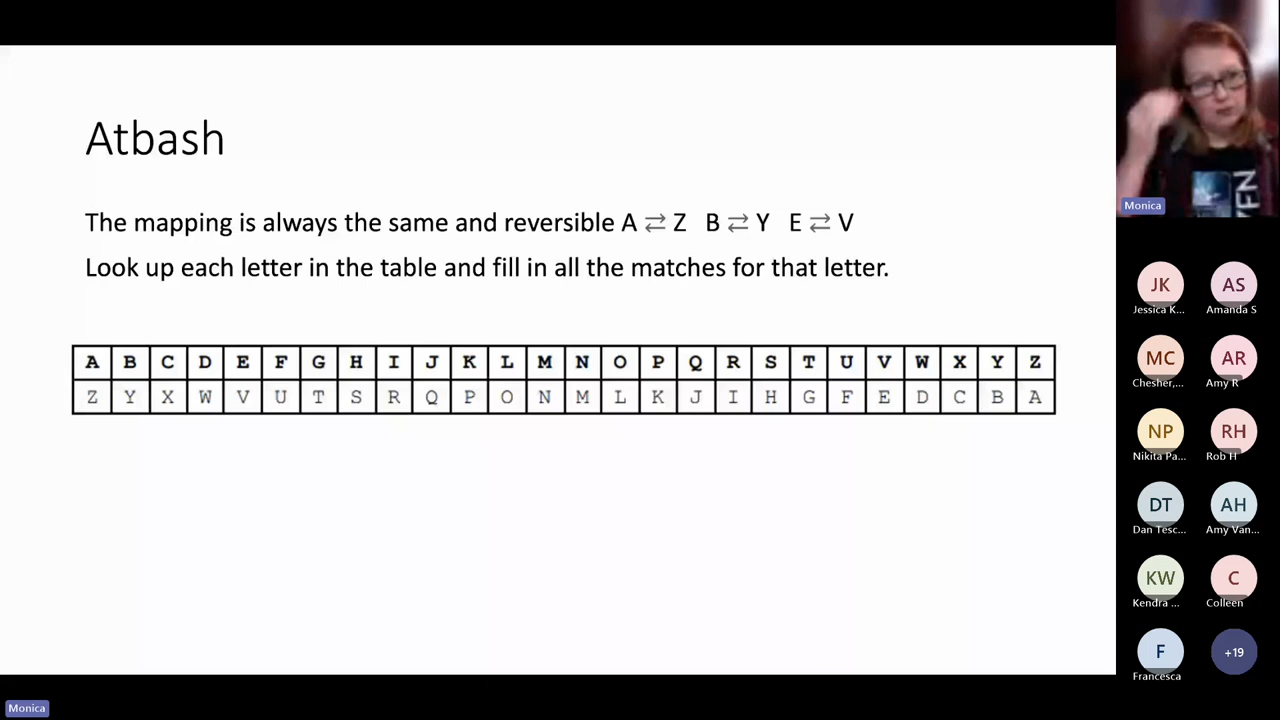 Atbash
The mapping is always the same and reversible A ⇄ Z B ⇄ Y E ⇄ V
Look up each letter in the table and fill in all the matches for that letter.
A B C D E F G H I J K L M N O P Q R S T U V W X Y Z
Z Y X W V U T S R Q P O N M L K J I H G F E D C B A
YFN
Monica
JK AS
Jessica K... Amanda S
MC AR
Chesher,... Amy R
NP RH
Nikita Pa... Rob H
DT AH
Dan Tesc... Amy Van...
KW C
Kendra ... Colleen
F +19
Francesca
Monica